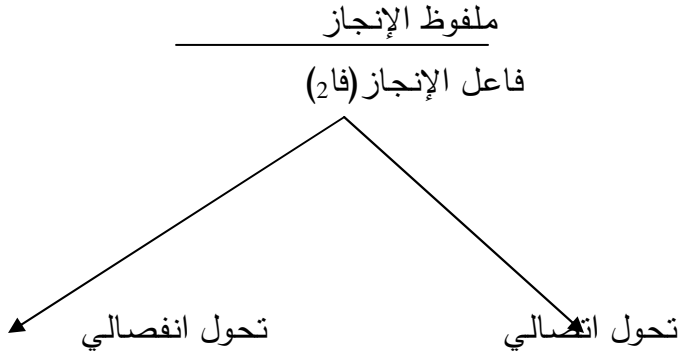 ملفوظ الإنجاز
فاعل الإنجاز(فا2)
تحول اتصالي
تحول انفصالي